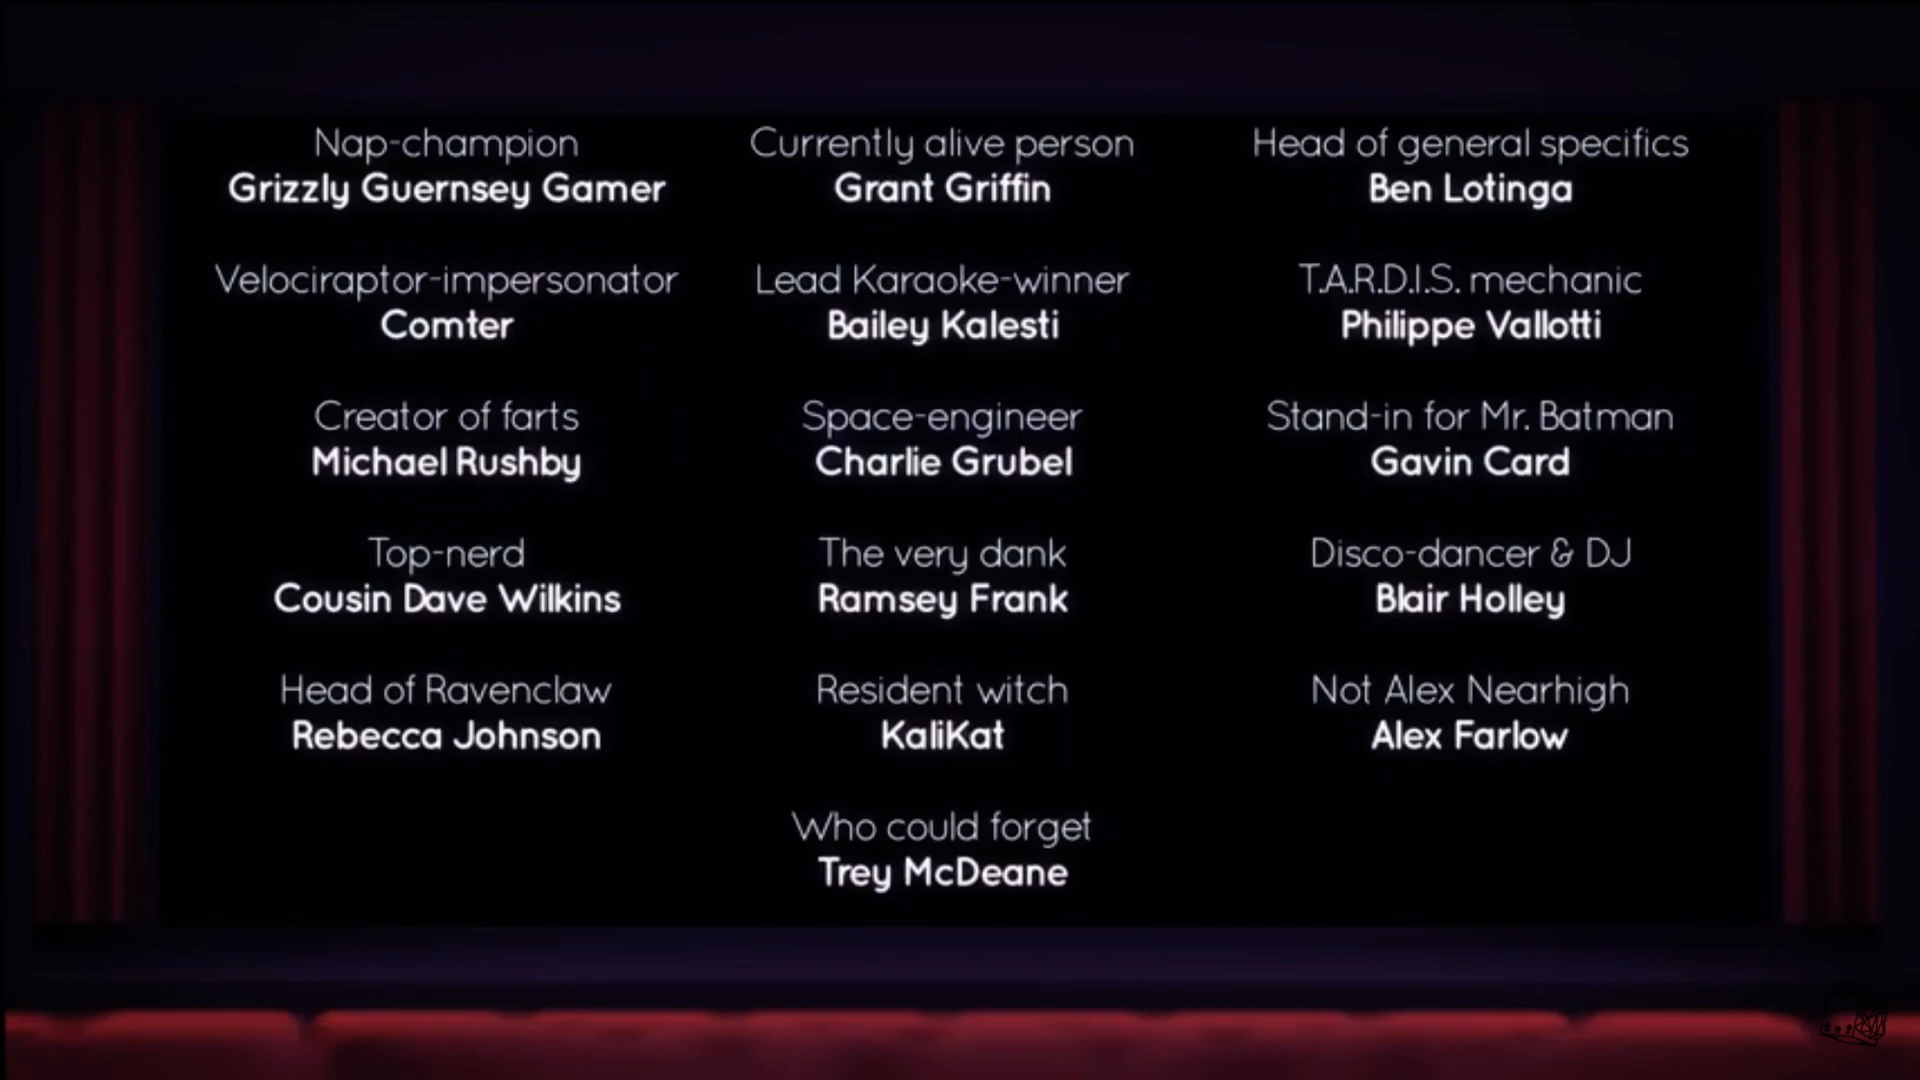 Nap-champion
Grizzly Guernsey Gamer
Currently alive person
Grant Griffin
Head of general specifics
Ben Lotinga
Velociraptor-impersonator
Comter
Lead Karaoke-winner
Bailey Kalesti
T.A.R.D.I.S. mechanic
Philippe Vallotti
Creator of farts
Michael Rushby
Space-engineer
Charlie Grubel
Stand-in for Mr. Batman
Gavin Card
Top-nerd
Cousin Dave Wilkins
The very dank
Ramsey Frank
Disco-dancer & DJ
Blair Holley
Head of Ravenclaw
Rebecca Johnson
Resident witch
KaliKat
Not Alex Nearhigh
Alex Farlow
Who could forget
Trey McDeane